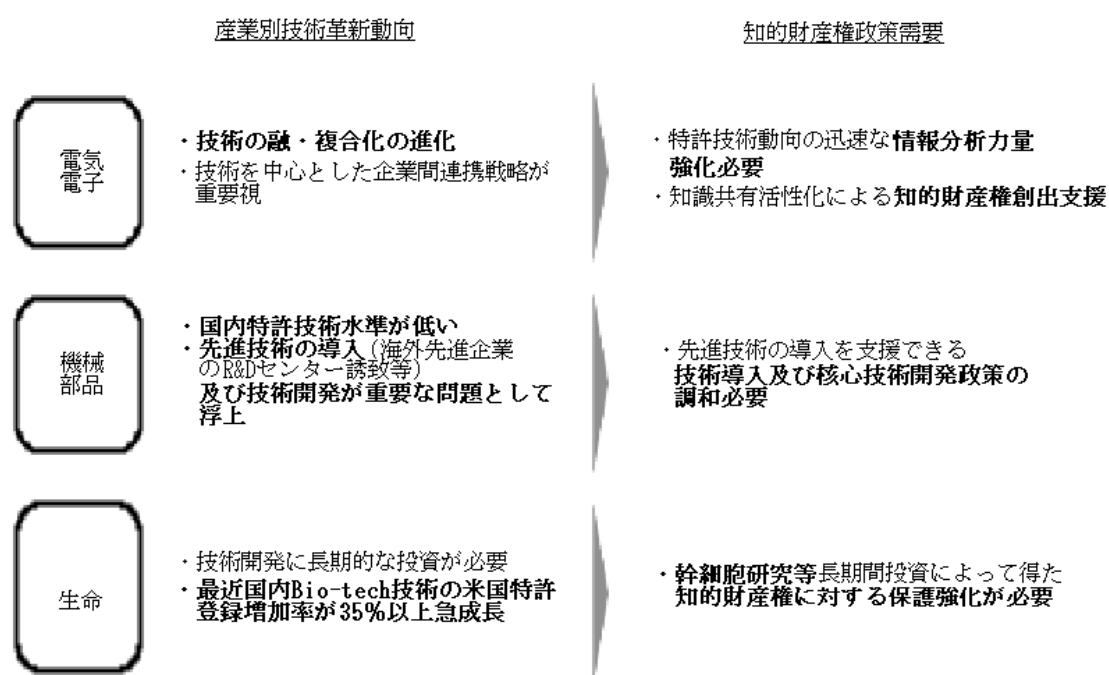 産業別技術革新動向
知的財産権政策需要
電気
電子
・技術の融・複合化の進化
・技術を中心とした企業間連携戦略が
重要視
・特許技術動向の迅速な情報分析力量
強化必要
・知識共有活性化による知的財産権創出支援
機械
部品
・国内特許技術水準が低い
・先進技術の導入(海外先進企業
のR&Dセンター誘致等)
及び技術開発が重要な問題として
浮上
・先進技術の導入を支援できる
技術導入及び核心技術開発政策の
調和必要
生命
・技術開発に長期的な投資が必要
・最近国内Bio-tech技術の米国特許
登録増加率が35%以上急成長
・幹細胞研究等長期間投資によって得た
知的財産権に対する保護強化が必要